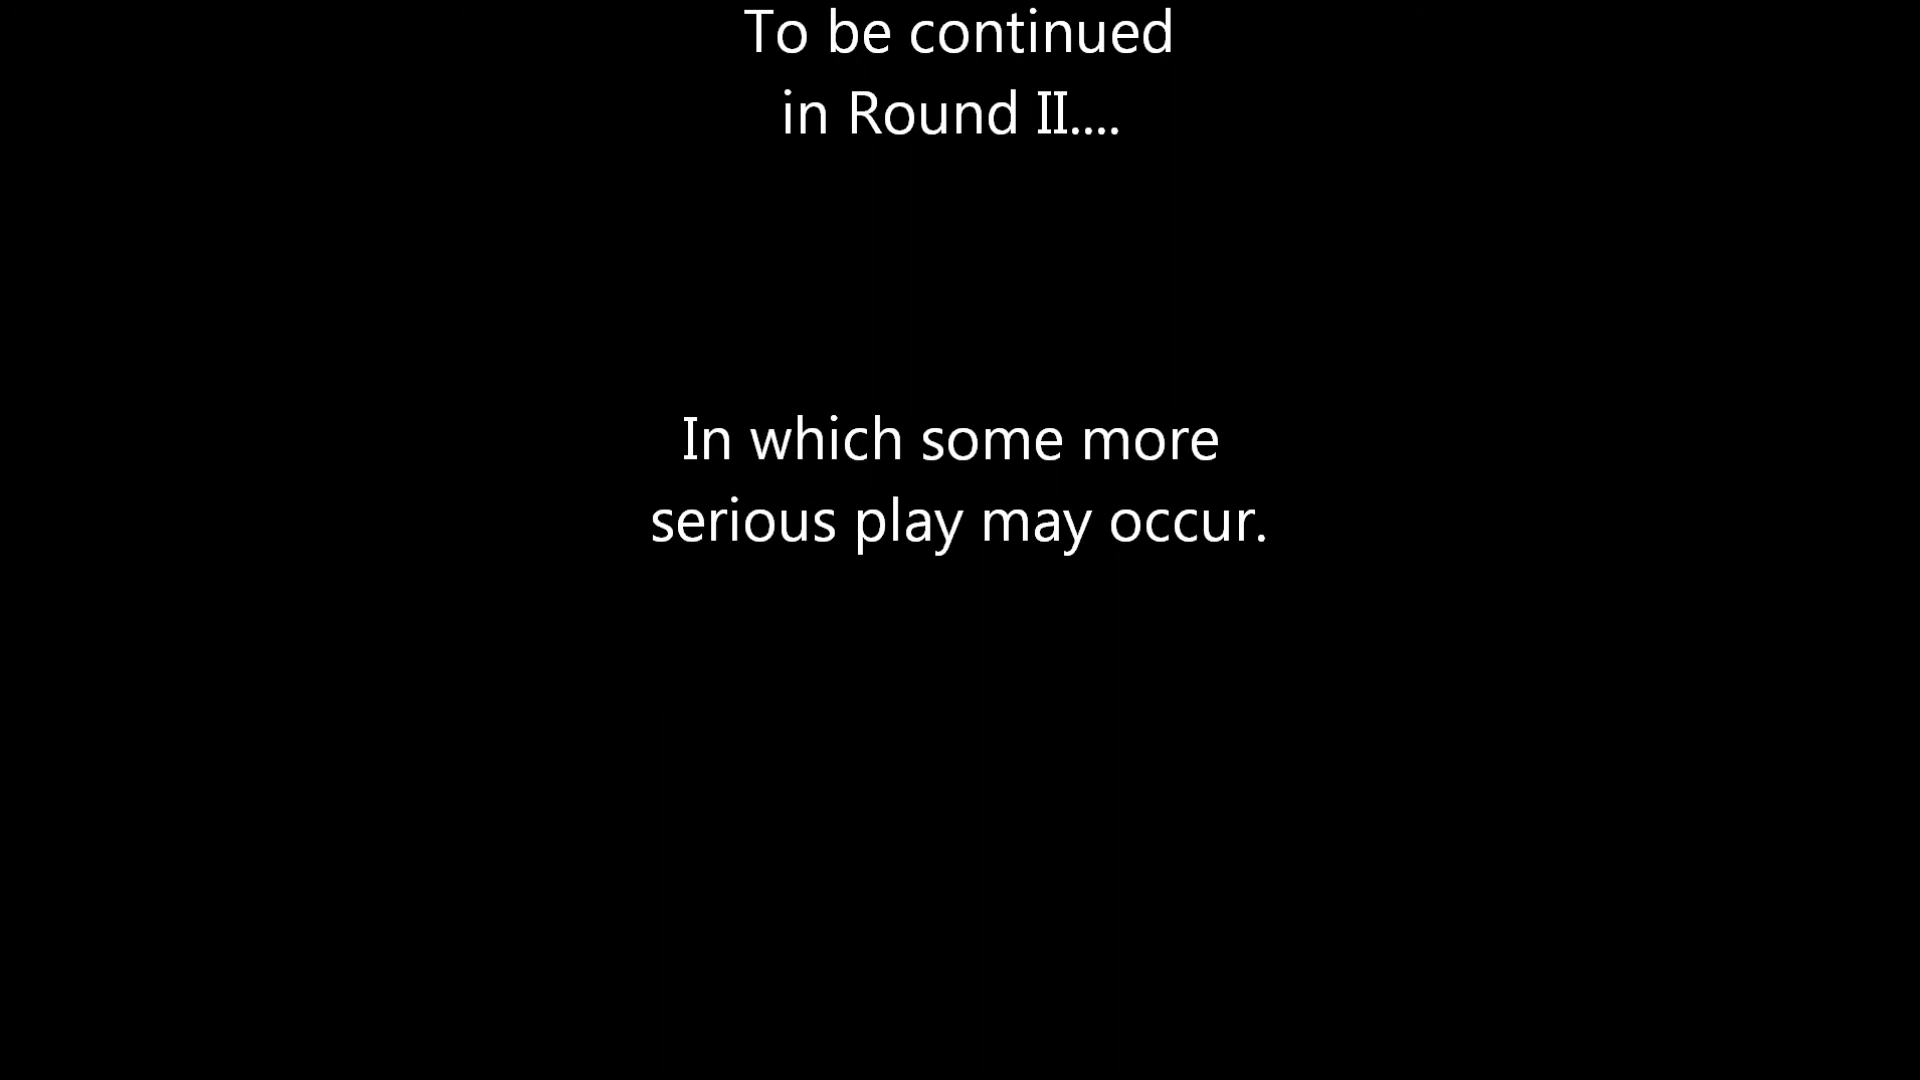 To be continued
in Round II....
In which some more
serious play may occur.